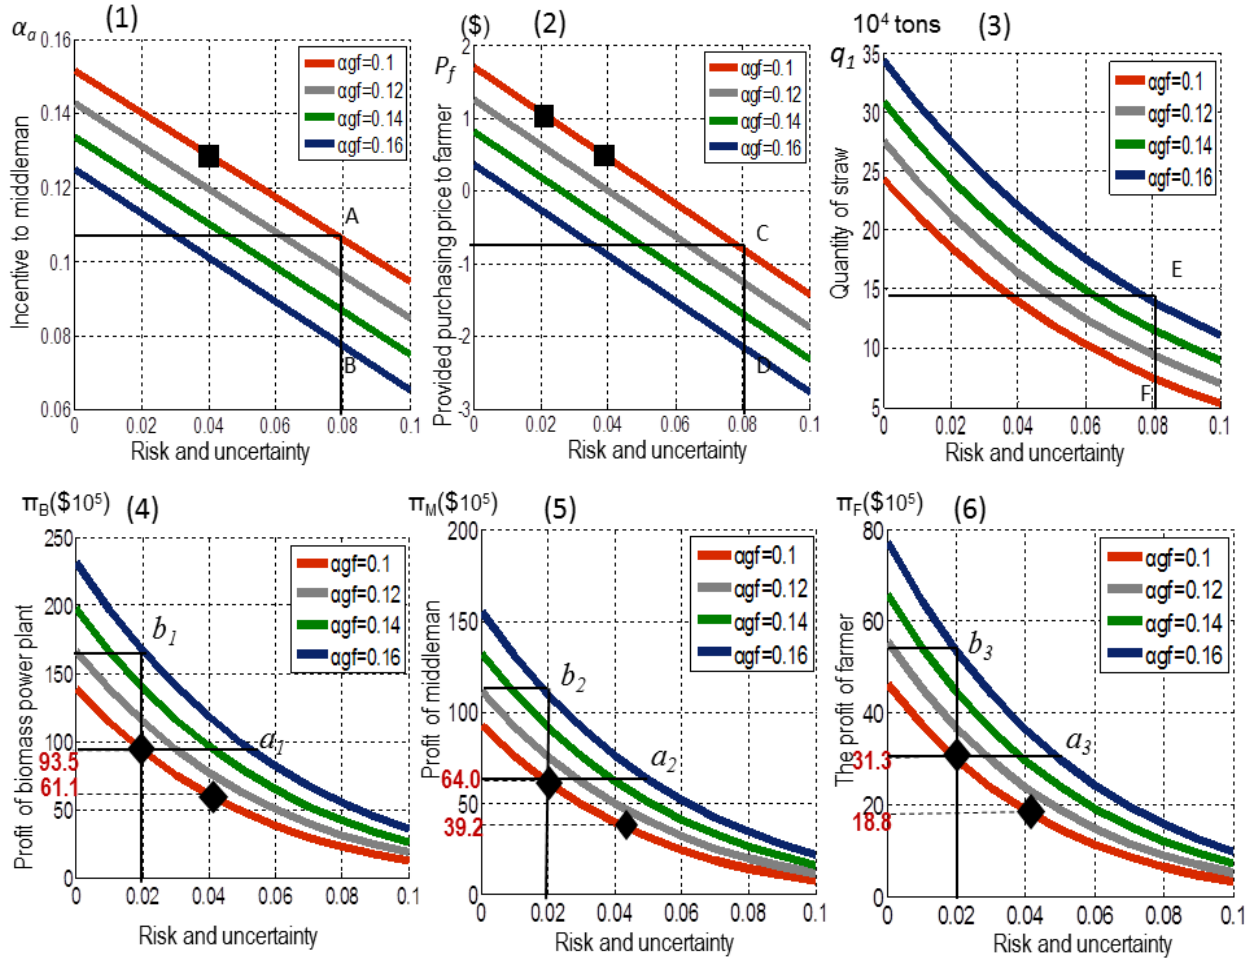 (1)
αa
0.16
0.14
0.12
0.1
0.08
0.06
Incentive to middleman
αgf=0.1
αgf=0.12
αgf=0.14
αgf=0.16
A
B
0 0.02 0.04 0.06 0.08 0.1
Risk and uncertainty
($) (2)
Pf
2
1
0
-1
-2
-3
Provided purchasing price to farmer
αgf=0.1
αgf=0.12
αgf=0.14
αgf=0.16
C
D
0 0.02 0.04 0.06 0.08 0.1
Risk and uncertainty
10⁴ tons (3)
q1
35
30
25
20
15
10
5
Quantity of straw
αgf=0.1
αgf=0.12
αgf=0.14
αgf=0.16
E
F
0 0.02 0.04 0.06 0.08 0.1
Risk and uncertainty
πB($10⁵) (4)
250
200
150
100
93.5
61.1
50
0
Profit of biomass power plant
αgf=0.1
αgf=0.12
αgf=0.14
αgf=0.16
b1
a1
0 0.02 0.04 0.06 0.08 0.1
Risk and uncertainty
πM($10⁵) (5)
200
150
100
64.0
50
39.2
0
Profit of middleman
αgf=0.1
αgf=0.12
αgf=0.14
αgf=0.16
b2
a2
0 0.02 0.04 0.06 0.08 0.1
Risk and uncertainty
πF($10⁵) (6)
80
60
40
31.3
20
18.8
0
The profit of farmer
αgf=0.1
αgf=0.12
αgf=0.14
αgf=0.16
b3
a3
0 0.02 0.04 0.06 0.08 0.1
Risk and uncertainty